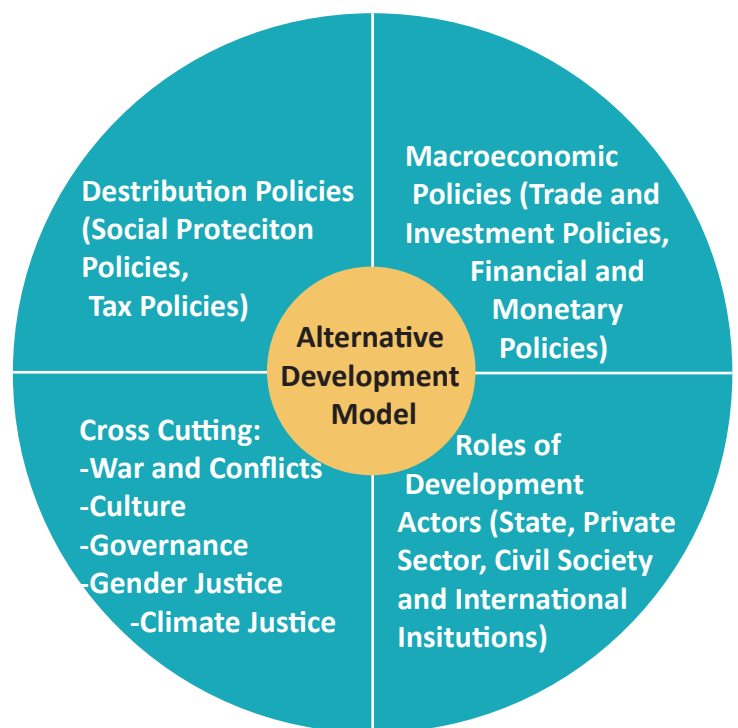 Destribution Policies
(Social Proteciton
Policies,
Tax Policies)
Macroeconomic
Policies (Trade and
Investment Policies,
Financial and
Monetary
Policies)
Alternative
Development
Model
Cross Cutting:
-War and Conflicts
-Culture
-Governance
-Gender Justice
-Climate Justice
Roles of
Development
Actors (State, Private
Sector, Civil Society
and International
Insitutions)